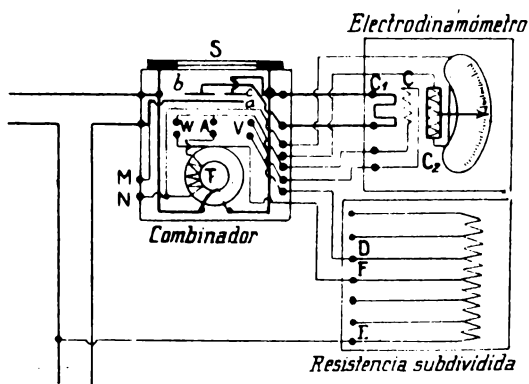 Electrodinamómetro
S
b
a
C1
C
W A V
C2
T
M
N
D
F
Combinador
Resistencia subdividida